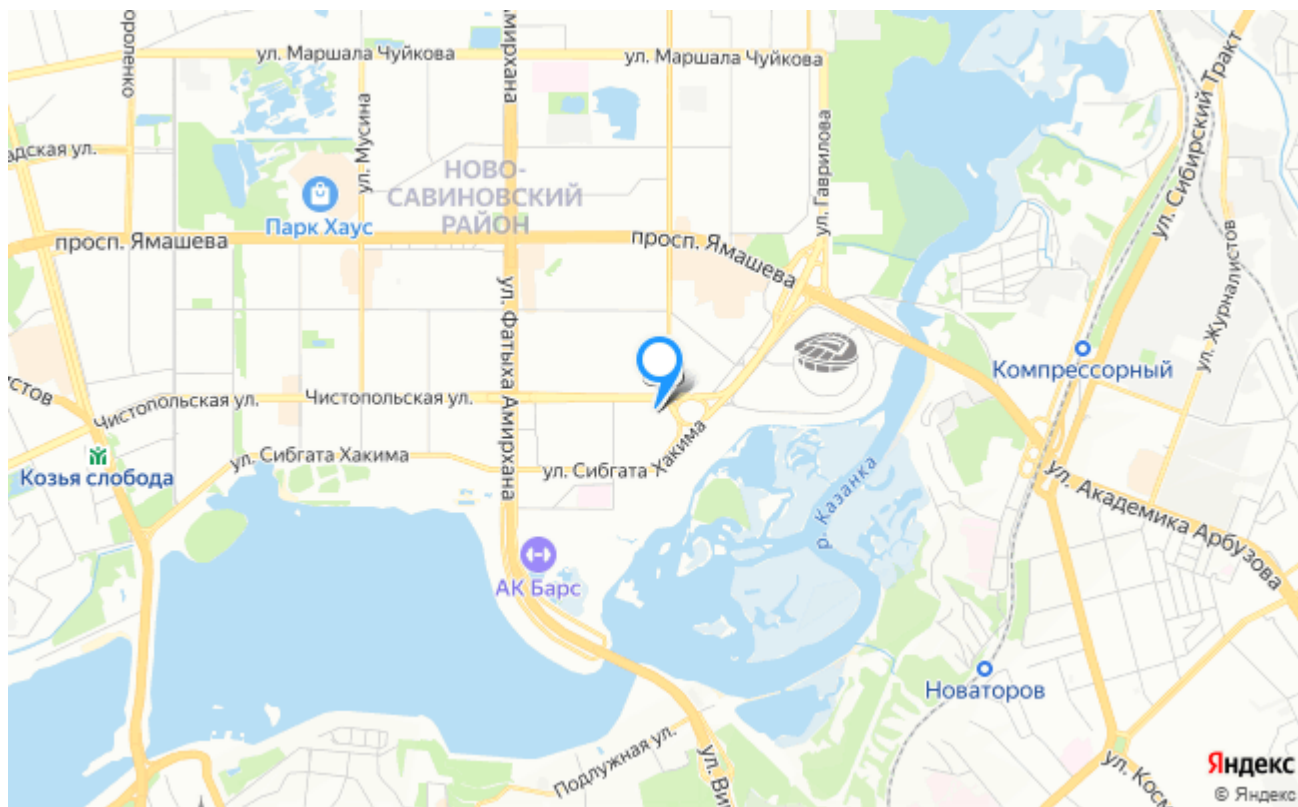 ороленко
ул. Маршала Чуйкова
Амирхана
ул. Маршала Чуйкова
ул. Сибирский Тракт
адская ул.
ул. Мусина
ул. Гаврилова
НОВО-
САВИНОВСКИЙ
РАЙОН
Парк Хаус
просп. Ямашева
просп. Ямашева
ул. Журналистов
ул. Фатыха Амирхана
Компрессорный
истов
Чистопольская ул.
Чистопольская ул.
Козья слобода
ул. Сибгата Хакима
ул. Сибгата Хакима
р. Казанка
ул. Академика Арбузова
АК Барс
Новаторов
Подлужная ул.
ул. Ви
ул. Косм
Яндекс
© Яндекс